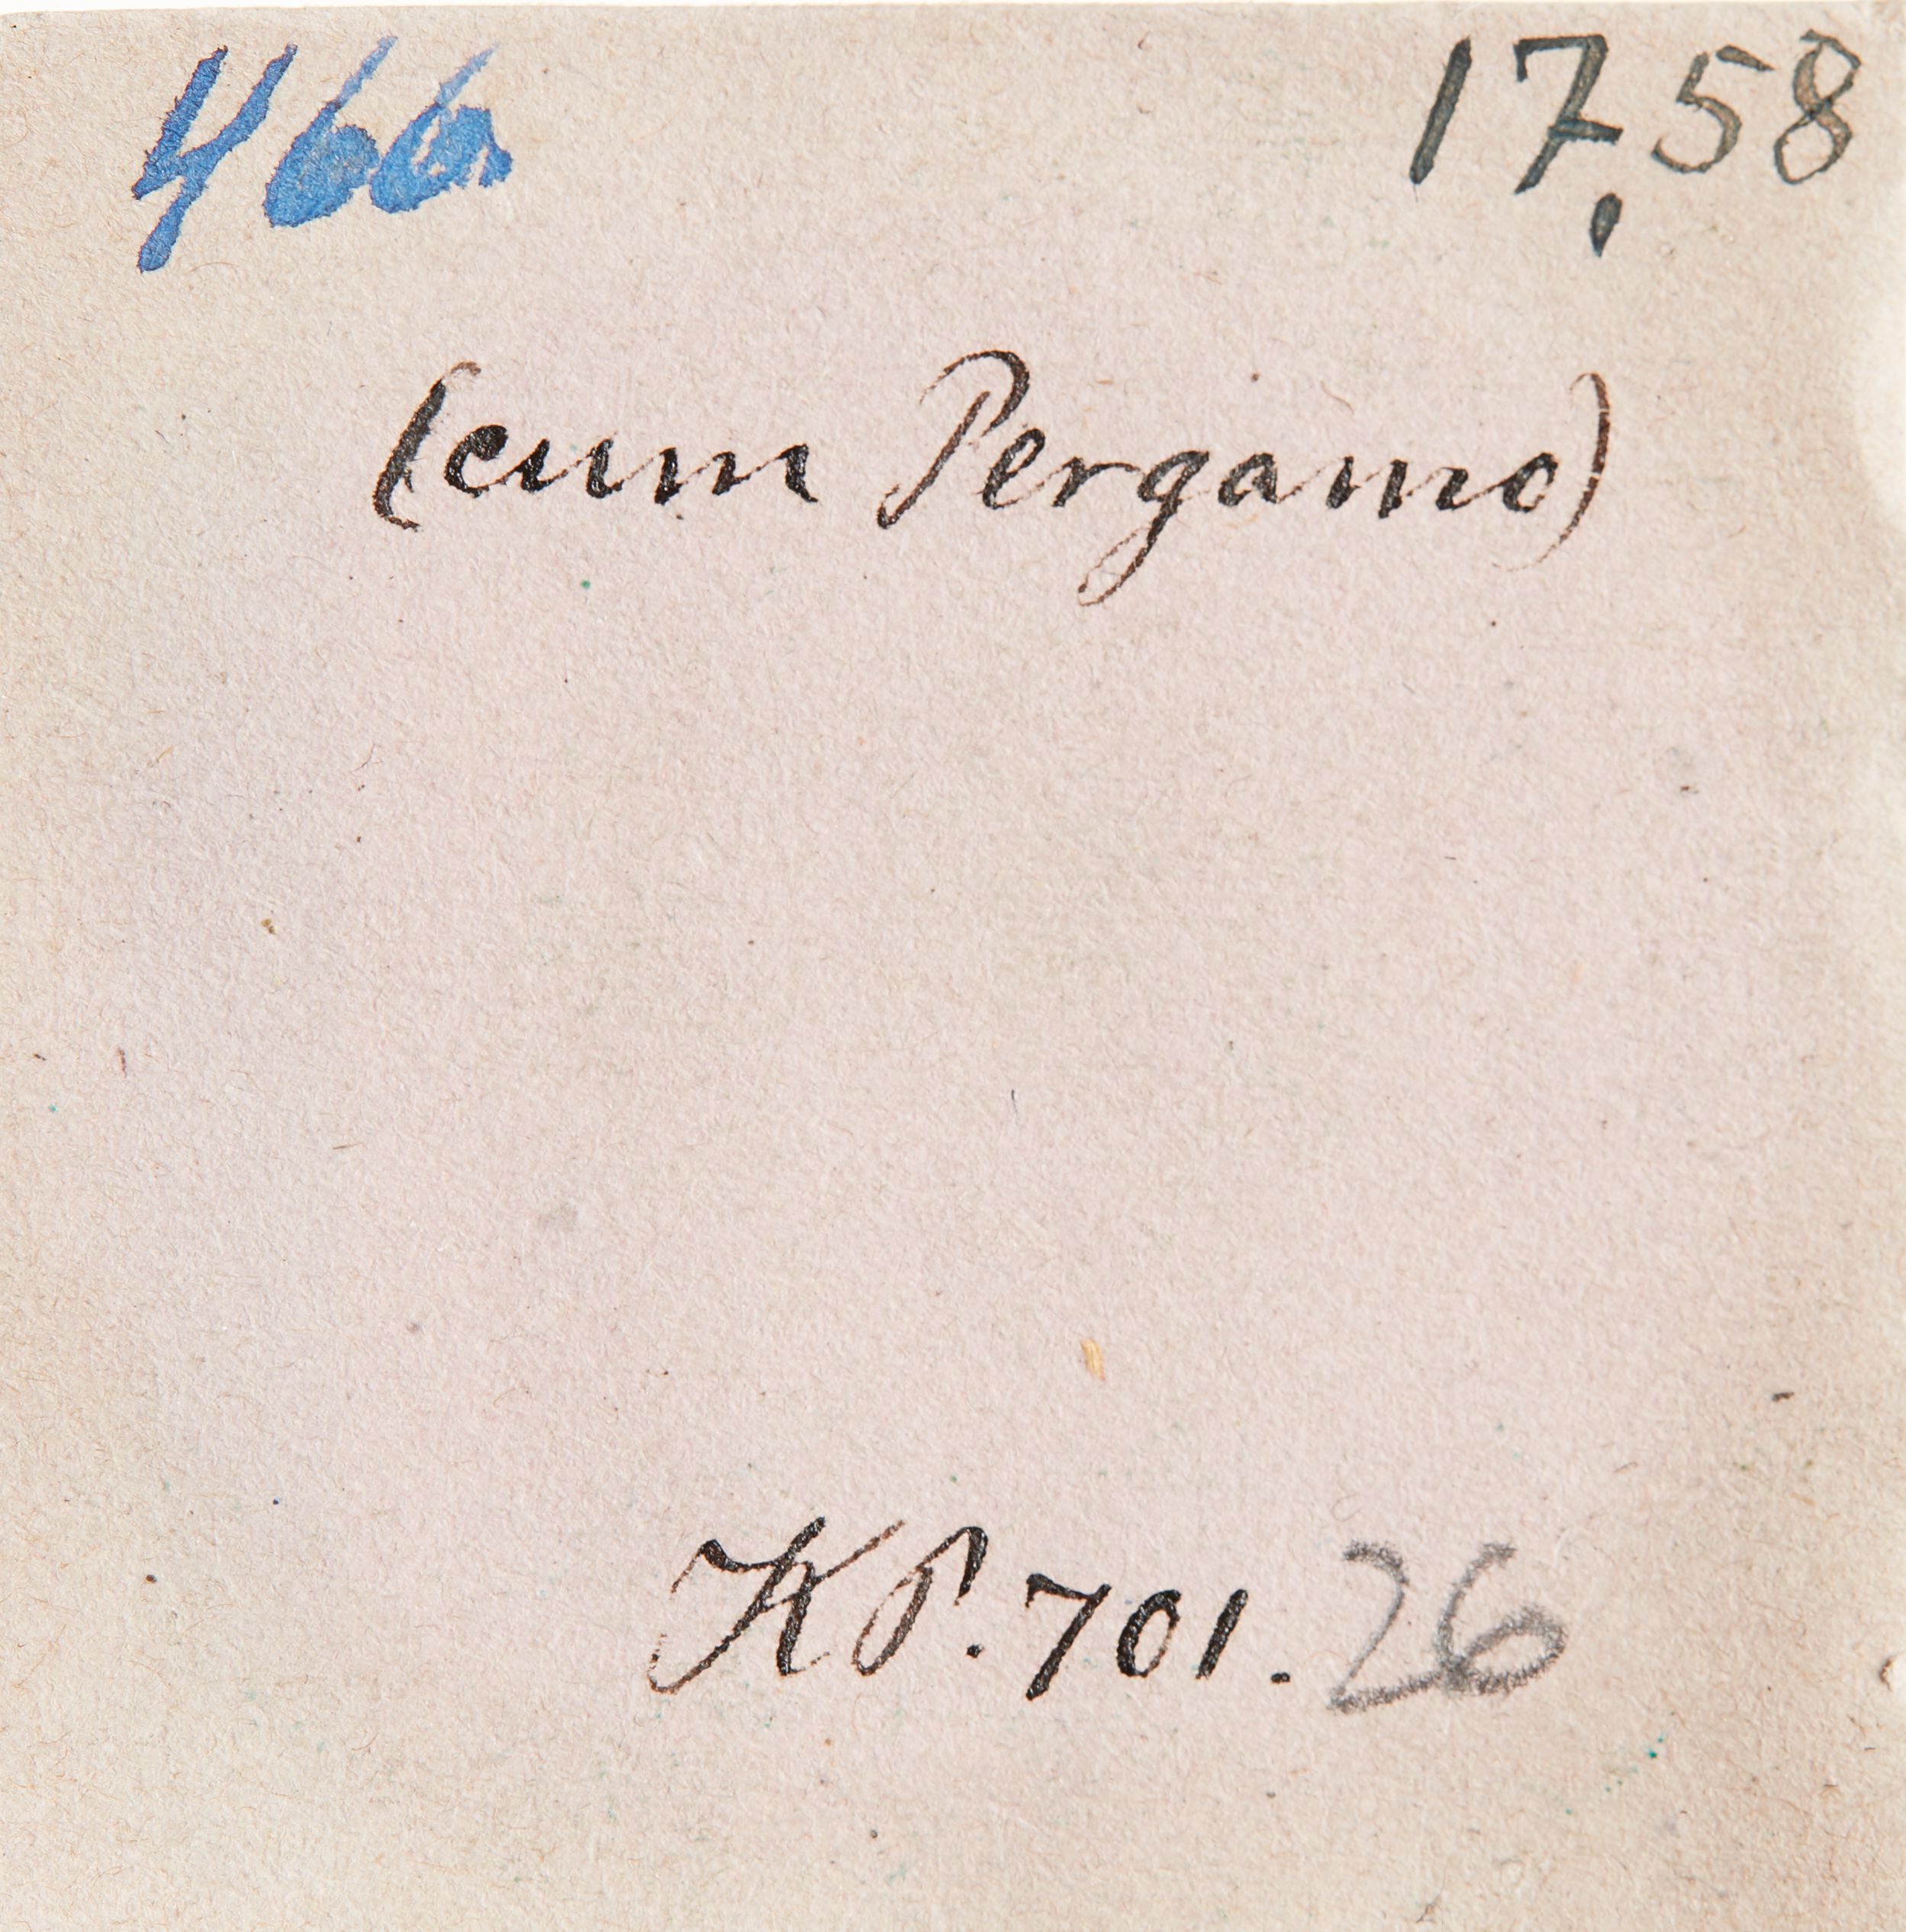 466 17,58
(cum Pergamo)
KP. 701. 26